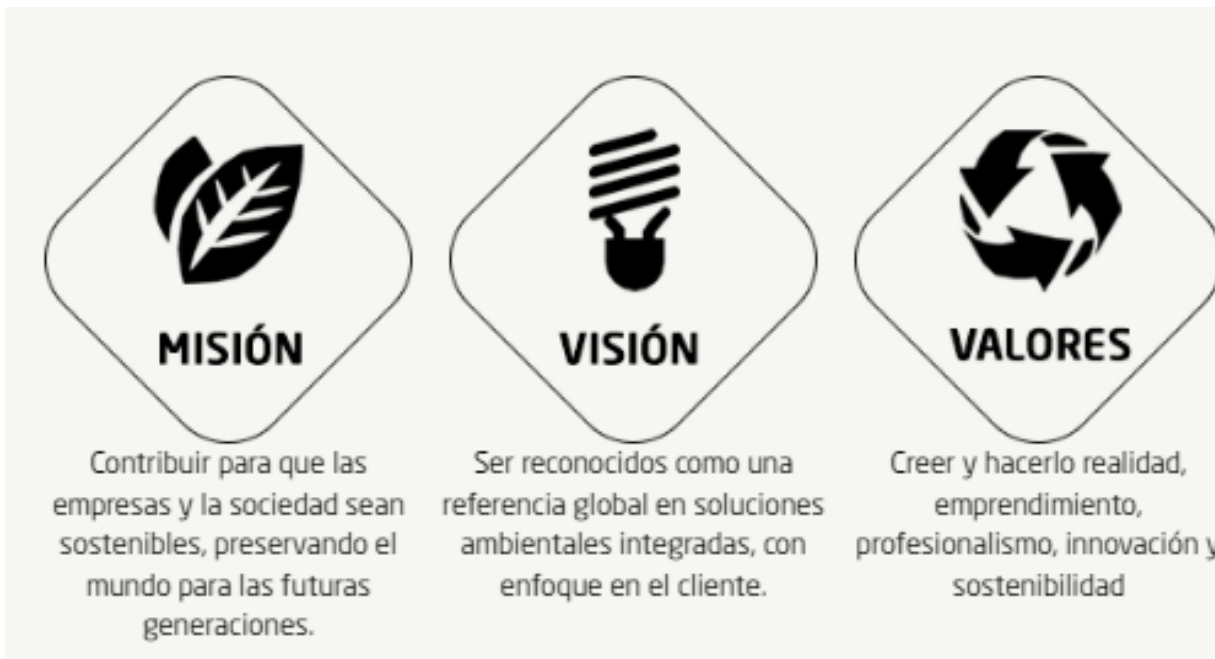 MISIÓN
Contribuir para que las
empresas y la sociedad sean
sostenibles, preservando el
mundo para las futuras
generaciones.
VISIÓN
Ser reconocidos como una
referencia global en soluciones
ambientales integradas, con
enfoque en el cliente.
VALORES
Creer y hacerlo realidad,
emprendimiento,
profesionalismo, innovación y
sostenibilidad